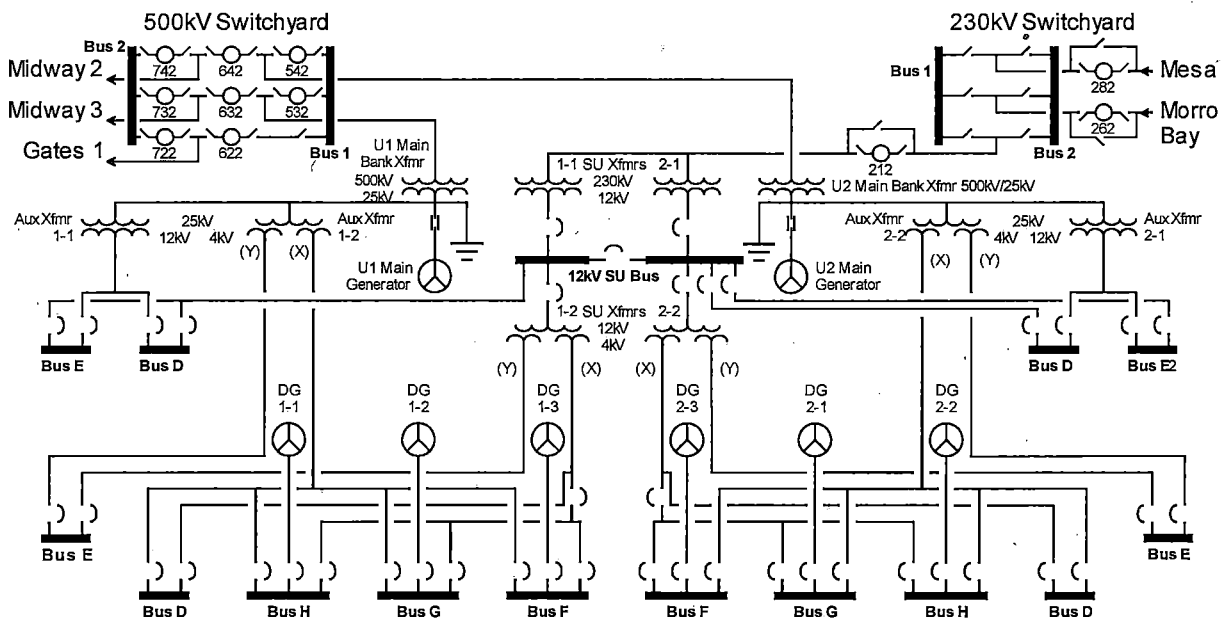 500kV Switchyard
230kV Switchyard
Bus 2
742
642
542
Midway 2
732
632
532
Midway 3
722
622
Gates 1
Bus 1
Bus 1
Bus 2
282
Mesa
262
Morro
Bay
212
U1 Main
Bank Xfmr
500kV
25kV
1-1 SU Xfmrs 2-1
230kV
12kV
U2 Main Bank Xfmr 500kV/25kV
Aux Xfmr
1-1
25kV
12kV 4kV
Aux Xfmr
1-2
(Y)
(X)
Aux Xfmr
2-2
25kV
4kV 12kV
Aux Xfmr
2-1
(X)
(Y)
U1 Main
Generator
12kV SU Bus
U2 Main
Generator
1-2 SU Xfmrs 2-2
12kV
4kV
(Y)
(X)
(X)
(Y)
Bus E
Bus D
Bus D
Bus E2
DG
1-1
DG
1-2
DG
1-3
DG
2-3
DG
2-1
DG
2-2
Bus E
Bus E
Bus D
Bus H
Bus G
Bus F
Bus F
Bus G
Bus H
Bus D